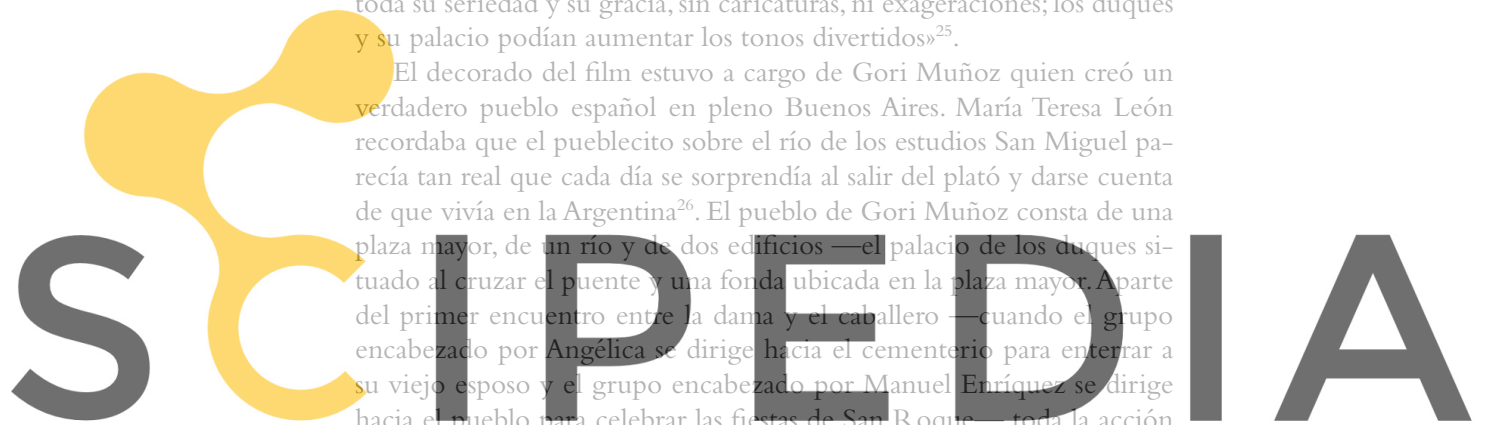 toda su seriedad y su gracia, sin caricaturas, ni exageraciones; los duques
y su palacio podían aumentar los tonos divertidos»25.
El decorado del film estuvo a cargo de Gori Muñoz quien creó un
verdadero pueblo español en pleno Buenos Aires. María Teresa León
recordaba que el pueblecito sobre el río de los estudios San Miguel pa-
recía tan real que cada día se sorprendía al salir del plató y darse cuenta
de que vivía en la Argentina26. El pueblo de Gori Muñoz consta de una
plaza mayor, de un río y de dos edificios —el palacio de los duques si-
tuado al cruzar el puente y una fonda ubicada en la plaza mayor. Aparte
del primer encuentro entre la dama y el caballero —cuando el grupo
encabezado por Angélica se dirige hacia el cementerio para enterrar a
su viejo esposo y el grupo encabezado por Manuel Enríquez se dirige
hacia el pueblo para celebrar las fiestas de San Roque— toda la acción
SCIPEDIA